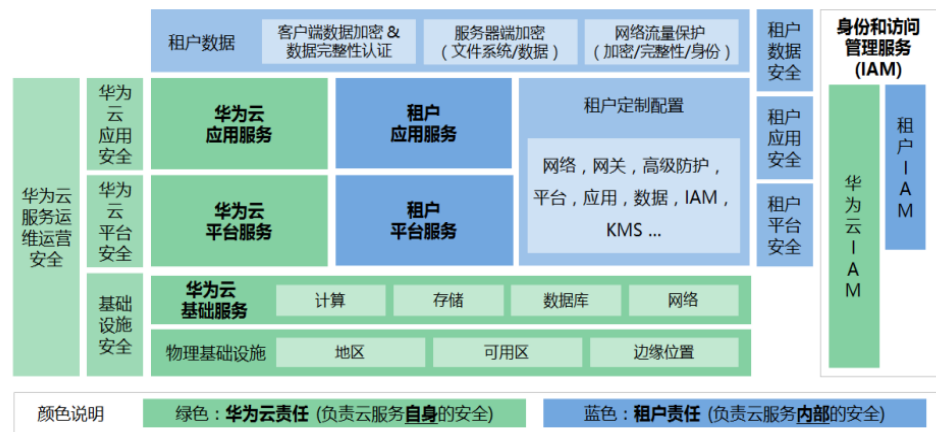 租户数据
客户端数据加密 &
数据完整性认证
服务器端加密
（文件系统/数据）
网络流量保护
（加密/完整性/身份）
租户
数据
安全
身份和访问
管理服务
(IAM)
华为云
服务运
维运营
安全
华为
云
应用
安全
华为云
应用服务
租户
应用服务
租户定制配置
网络，网关，高级防护，
平台，应用，数据，IAM，
KMS ...
租户
应用
安全
华为
云
平台
安全
华为云
平台服务
租户
平台服务
租户
平台
安全
华为云IAM
租户IAM
基础
设施
安全
华为云
基础服务
计算
存储
数据库
网络
物理基础设施
地区
可用区
边缘位置
颜色说明
绿色：华为云责任 (负责云服务自身的安全)
蓝色：租户责任 (负责云服务内部的安全)